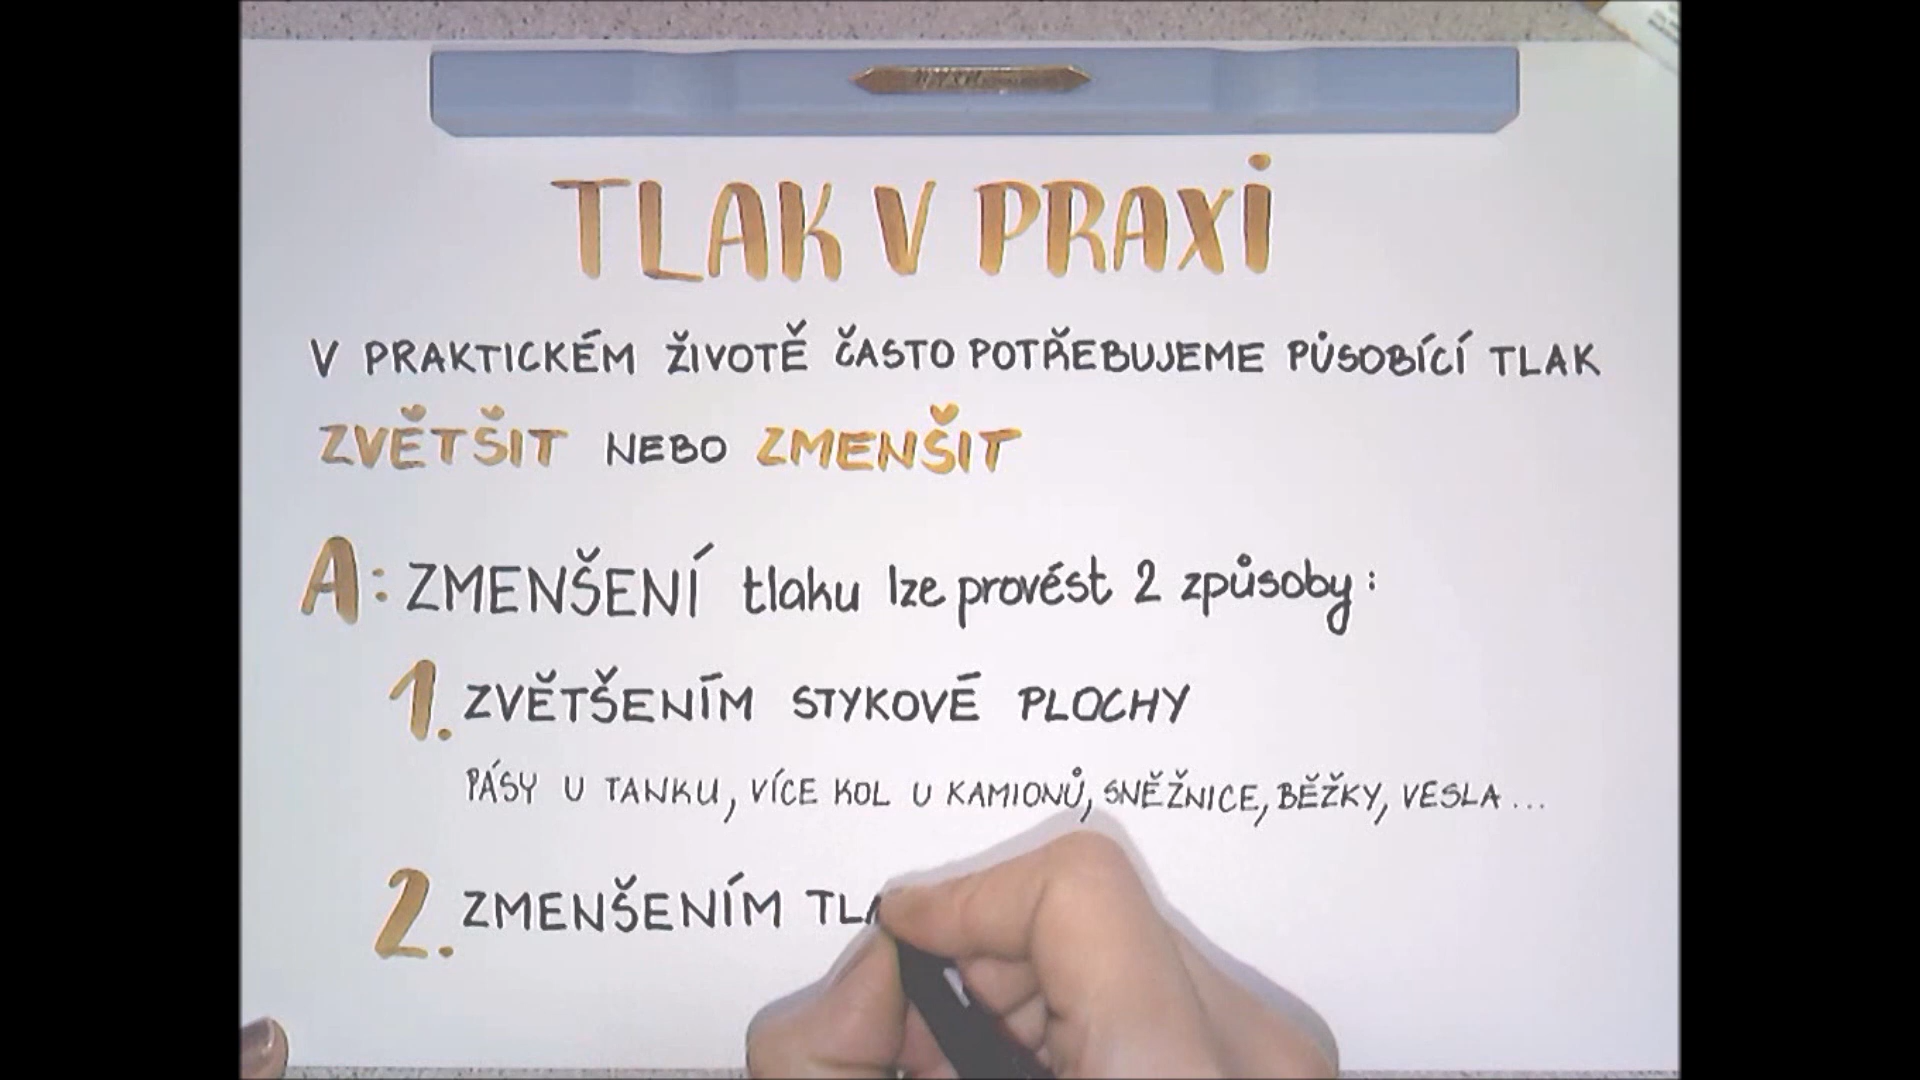 TLAK V PRAXI
V PRAKTICKÉM ŽIVOTĚ ČASTO POTŘEBUJEME PŮSOBÍCÍ TLAK
ZVĚTŠIT NEBO ZMENŠIT
A: ZMENŠENÍ tlaku lze provést 2 způsoby:
1. ZVĚTŠENÍM STYKOVÉ PLOCHY
PÁSY U TANKU, VÍCE KOL U KAMIONŮ, SNĚŽNICE, BĚŽKY, VESLA...
2. ZMENŠENÍM TLA